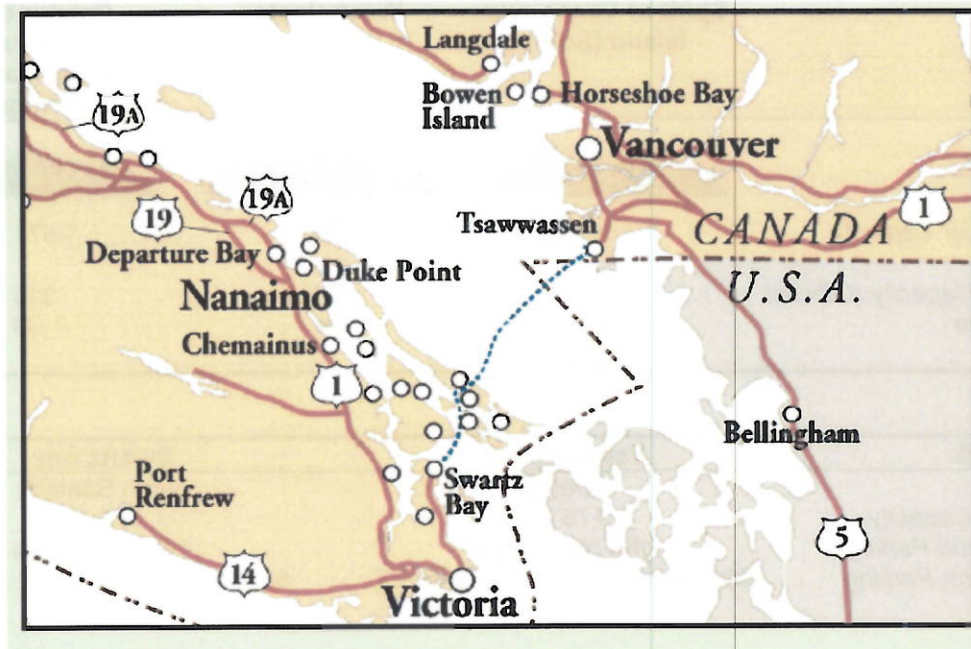 Langdale
Bowen
Island
Horseshoe Bay
19A
Vancouver
19A
19
1
Tsawwassen
CANADA
Departure Bay
Duke Point
U.S.A.
Nanaimo
Chemainus
1
Bellingham
Port
Renfrew
Swartz
Bay
5
14
Victoria